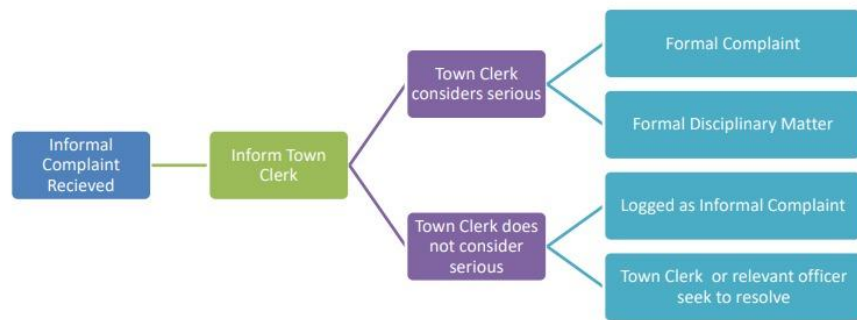 Informal
Complaint
Recieved
Inform Town
Clerk
Town Clerk
considers serious
Formal Complaint
Formal Disciplinary Matter
Town Clerk does
not consider
serious
Logged as Informal Complaint
Town Clerk or relevant officer
seek to resolve